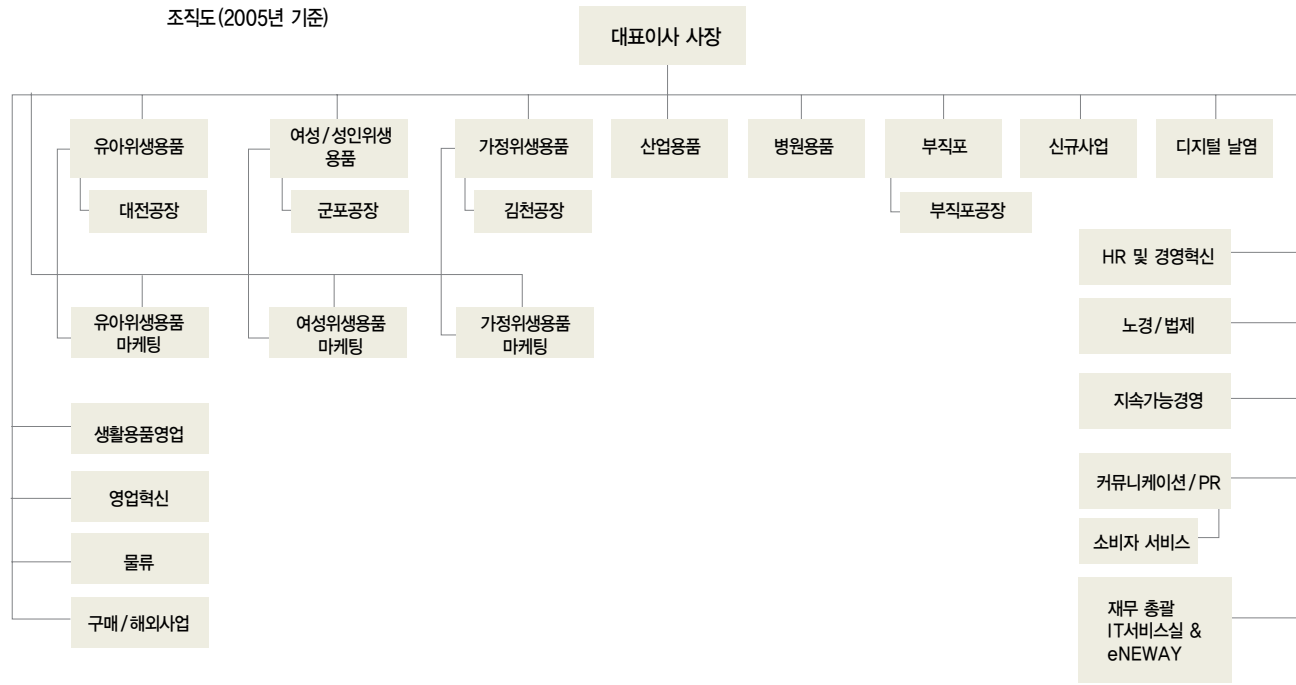 조직도(2005년 기준)
대표이사 사장
유아위생용품
여성/성인위생
용품
가정위생용품
산업용품
병원용품
부직포
신규사업
디지털 날염
대전공장
군포공장
김천공장
부직포공장
HR 및 경영혁신
유아위생용품
마케팅
여성위생용품
마케팅
가정위생용품
마케팅
노경/법제
지속가능경영
생활용품영업
커뮤니케이션/PR
영업혁신
소비자 서비스
물류
구매/해외사업
재무 총괄
IT서비스실 &
eNEWAY